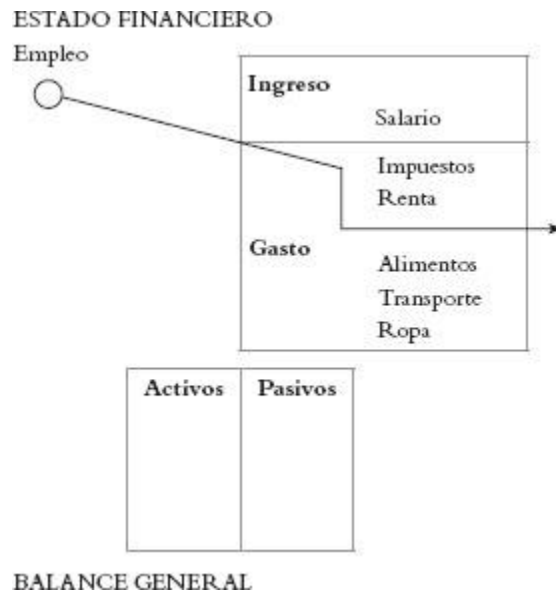 ESTADO FINANCIERO
Empleo
Ingreso
Salario
Impuestos
Renta
Gasto
Alimentos
Transporte
Ropa
Activos Pasivos
BALANCE GENERAL